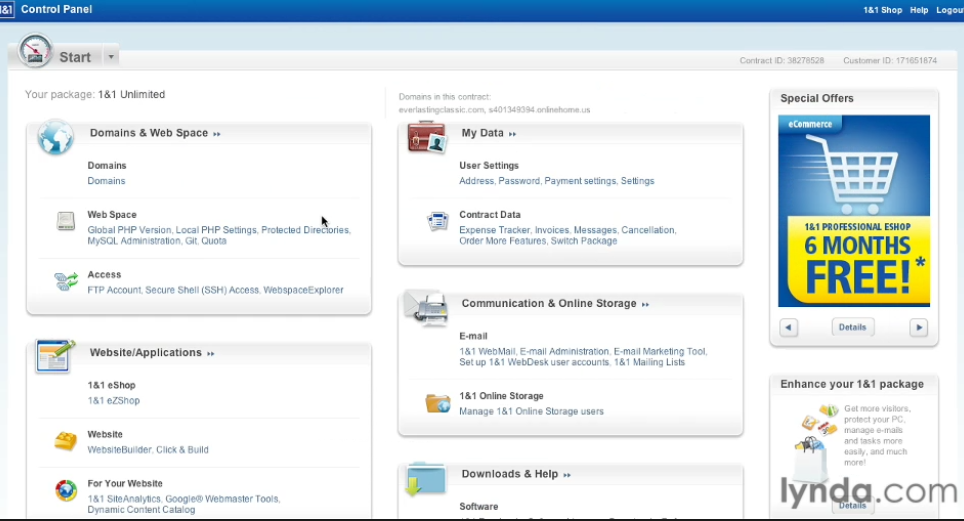 1&1 Control Panel
1&1 Shop Help Logout
Start
Contract ID: 38276528 Customer ID: 171651874
Your package: 1&1 Unlimited
Domains in this contract:
everlastingclassic.com, s401349394.onlinehome.us
Domains & Web Space
Domains
Domains
Web Space
Global PHP Version, Local PHP Settings, Protected Directories,
MySQL Administration, Git, Quota
Access
FTP Account, Secure Shell (SSH) Access, WebspaceExplorer
Website/Applications
1&1 eShop
1&1 eZShop
Website
WebsiteBuilder, Click & Build
For Your Website
1&1 SiteAnalytics, Google® Webmaster Tools,
Dynamic Content Catalog
My Data
User Settings
Address, Password, Payment settings, Settings
Contract Data
Expense Tracker, Invoices, Messages, Cancellation,
Order More Features, Switch Package
Communication & Online Storage
E-mail
1&1 WebMail, E-mail Administration, E-mail Marketing Tool,
Set up 1&1 WebDesk user accounts, 1&1 Mailing Lists
1&1 Online Storage
Manage 1&1 Online Storage users
Downloads & Help
Software
Special Offers
eCommerce
1&1 PROFESSIONAL ESHOP
6 MONTHS
FREE!*
Details
Enhance your 1&1 package
Get more visitors,
protect your PC,
manage e-mails
and tasks more
easily, and much
more!
Details
lynda.com